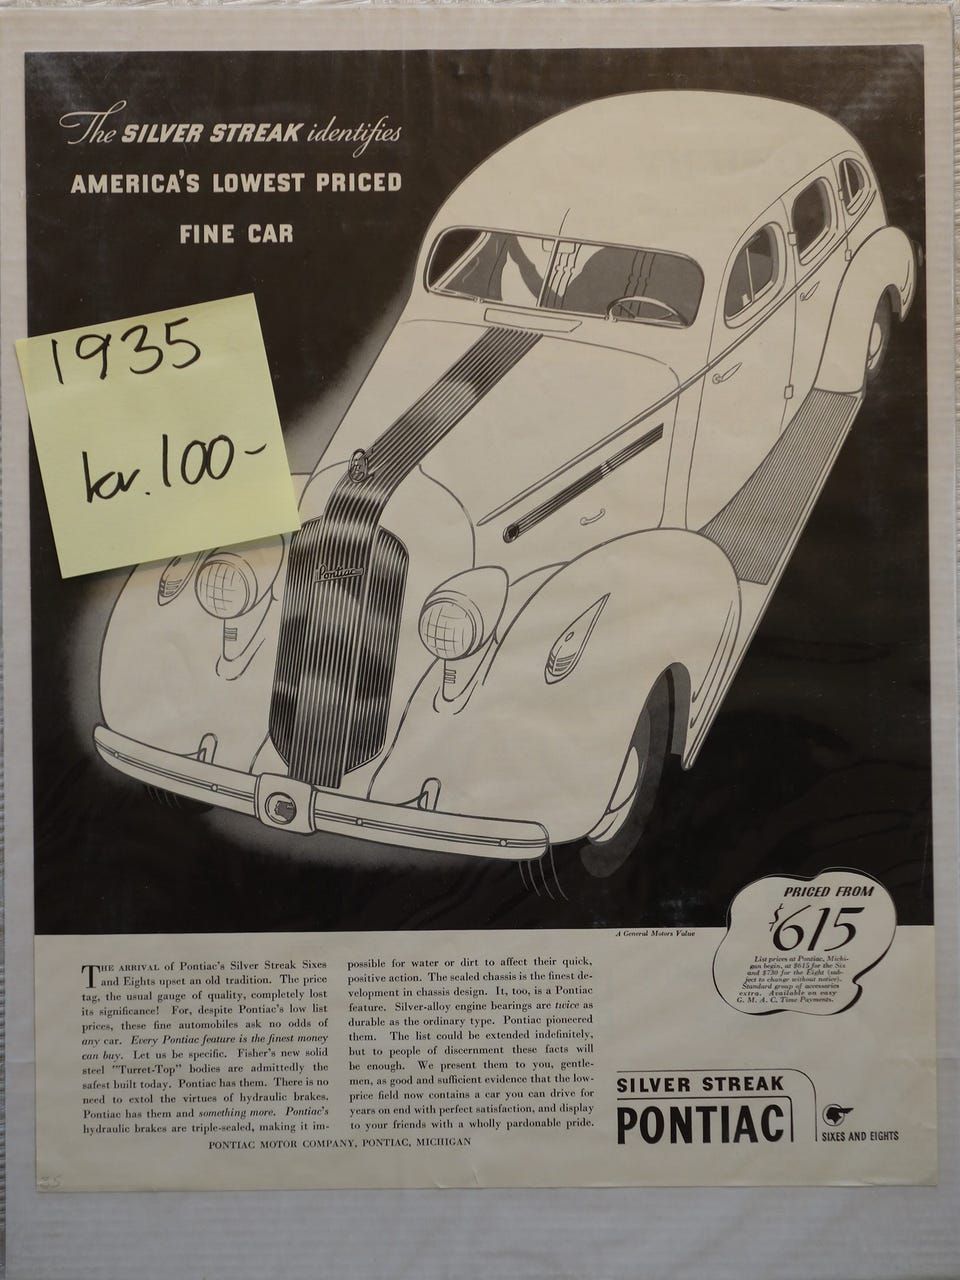 The SILVER STREAK identifies
AMERICA'S LOWEST PRICED
FINE CAR
1935
kr. 100-
Pontiac
A General Motors Value
PRICED FROM
$615
List prices at Pontiac, Michi-
gan begin, at $615 for the Six
and $730 for the Eight (sub-
ject to change without notice).
Standard group of accessories
extra. Available on easy
G. M. A. C. Time Payments.
THE ARRIVAL of Pontiac's Silver Streak Sixes
and Eights upset an old tradition. The price
tag, the usual gauge of quality, completely lost
its significance! For, despite Pontiac's low list
prices, these fine automobiles ask no odds of
any car. Every Pontiac feature is the finest money
can buy. Let us be specific. Fisher's new solid
steel "Turret-Top" bodies are admittedly the
safest built today. Pontiac has them. There is no
need to extol the virtues of hydraulic brakes.
Pontiac has them and something more. Pontiac's
hydraulic brakes are triple-sealed, making it im-
possible for water or dirt to affect their quick,
positive action. The sealed chassis is the finest de-
velopment in chassis design. It, too, is a Pontiac
feature. Silver-alloy engine bearings are twice as
durable as the ordinary type. Pontiac pioneered
them. The list could be extended indefinitely,
but to people of discernment these facts will
be enough. We present them to you, gentle-
men, as good and sufficient evidence that the low-
price field now contains a car you can drive for
years on end with perfect satisfaction, and display
to your friends with a wholly pardonable pride.
PONTIAC MOTOR COMPANY, PONTIAC, MICHIGAN
SILVER STREAK
PONTIAC
SIXES AND EIGHTS
35